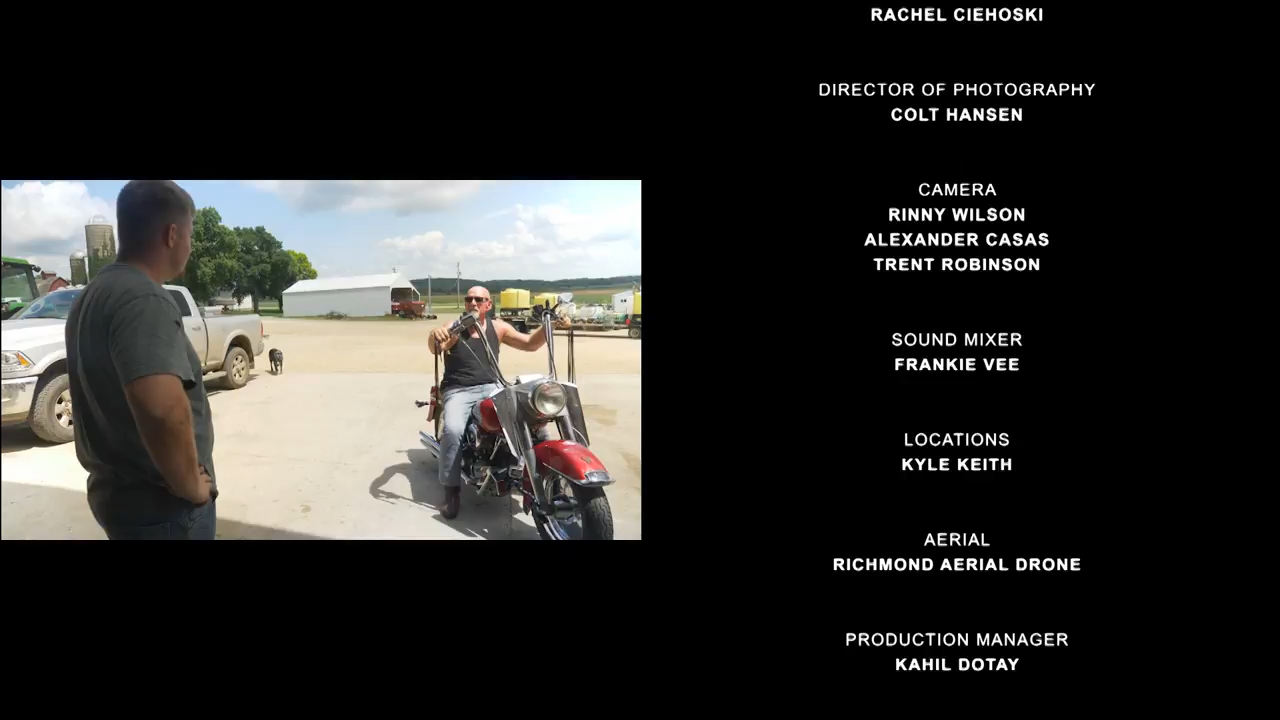 RACHEL CIEHOSKI
DIRECTOR OF PHOTOGRAPHY
COLT HANSEN
CAMERA
RINNY WILSON
ALEXANDER CASAS
TRENT ROBINSON
SOUND MIXER
FRANKIE VEE
LOCATIONS
KYLE KEITH
AERIAL
RICHMOND AERIAL DRONE
PRODUCTION MANAGER
KAHIL DOTAY